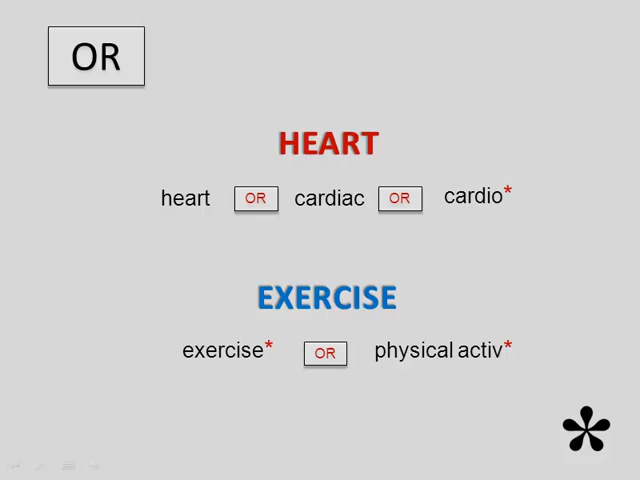 OR
HEART
heart OR cardiac OR cardio*
EXERCISE
exercise* OR physical activ*
*